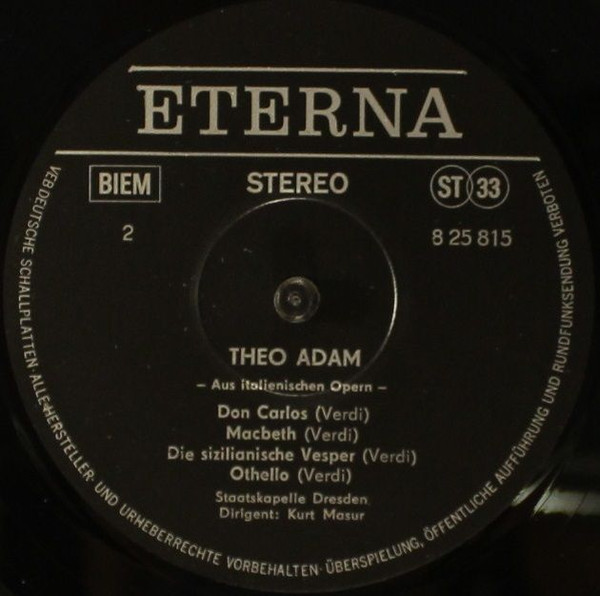 ETERNA
BIEM STEREO ST 33
2 8 25 815
THEO ADAM
– Aus italienischen Opern –
Don Carlos (Verdi)
Macbeth (Verdi)
Die sizilianische Vesper (Verdi)
Othello (Verdi)
Staatskapelle Dresden
Dirigent: Kurt Masur
VEB DEUTSCHE SCHALLPLATTEN · ALLE HERSTELLER- UND URHEBERRECHTE VORBEHALTEN · ÜBERSPIELUNG, ÖFFENTLICHE AUFFÜHRUNG UND RUNDFUNKSENDUNG VERBOTEN